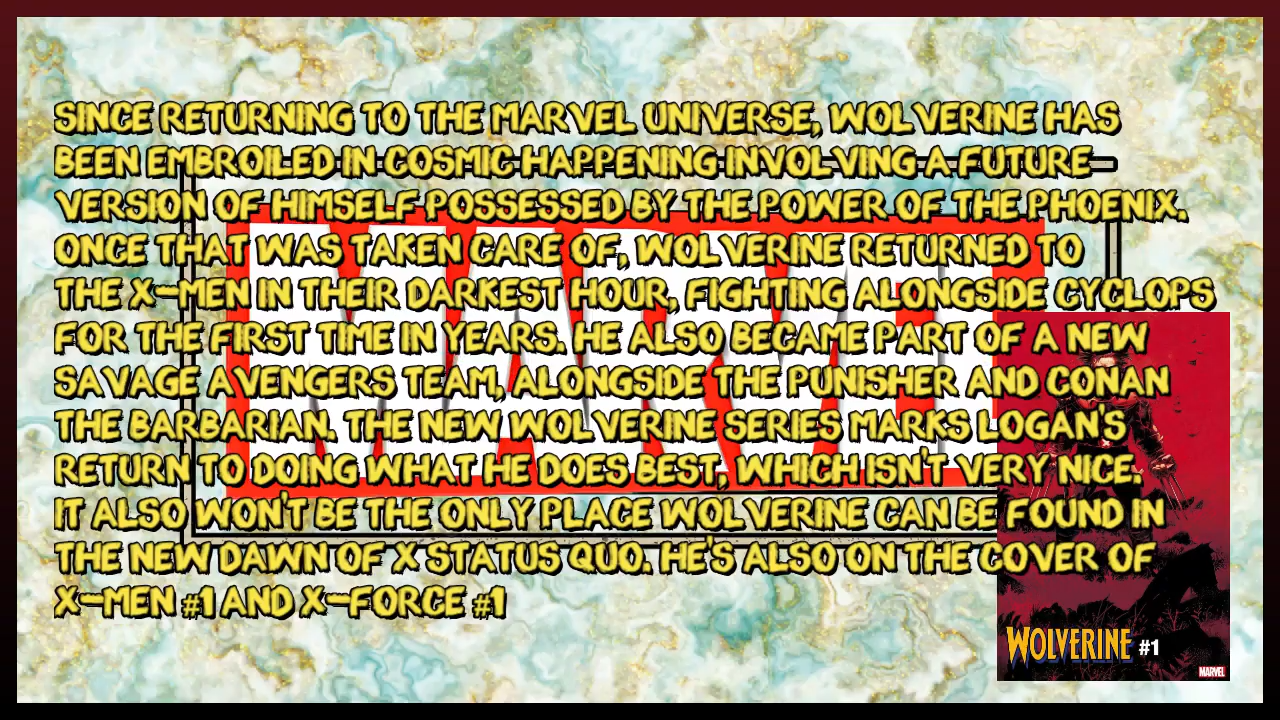 SINCE RETURNING TO THE MARVEL UNIVERSE, WOLVERINE HAS
BEEN EMBROILED IN COSMIC HAPPENING INVOLVING A FUTURE
VERSION OF HIMSELF POSSESSED BY THE POWER OF THE PHOENIX.
ONCE THAT WAS TAKEN CARE OF, WOLVERINE RETURNED TO
THE X-MEN IN THEIR DARKEST HOUR, FIGHTING ALONGSIDE CYCLOPS
FOR THE FIRST TIME IN YEARS. HE ALSO BECAME PART OF A NEW
SAVAGE AVENGERS TEAM, ALONGSIDE THE PUNISHER AND CONAN
THE BARBARIAN. THE NEW WOLVERINE SERIES MARKS LOGAN'S
RETURN TO DOING WHAT HE DOES BEST, WHICH ISN'T VERY NICE.
IT ALSO WON'T BE THE ONLY PLACE WOLVERINE CAN BE FOUND IN
THE NEW DAWN OF X STATUS QUO. HE'S ALSO ON THE COVER OF
X-MEN #1 AND X-FORCE #1
MARVEL
WOLVERINE #1
MARVEL